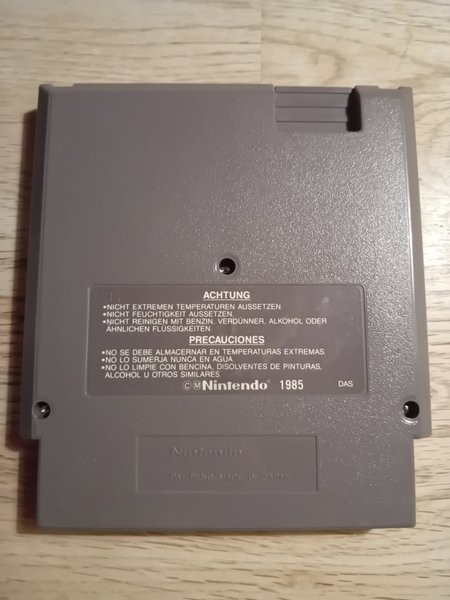 ACHTUNG
•NICHT EXTREMEN TEMPERATUREN AUSSETZEN.
•NICHT FEUCHTIGKEIT AUSSETZEN.
•NICHT REINIGEN MIT BENZIN, VERDÜNNER, ALKOHOL ODER
ÄHNLICHEN FLÜSSIGKEITEN.
PRECAUCIONES
•NO SE DEBE ALMACERNAR EN TEMPERATURAS EXTREMAS.
•NO LO SUMERJA NUNCA EN AGUA.
•NO LO LIMPIE CON BENCINA, DISOLVENTES DE PINTURAS,
ALCOHOL U OTROS SIMILARES.
©M Nintendo® 1985 DAS
Nintendo